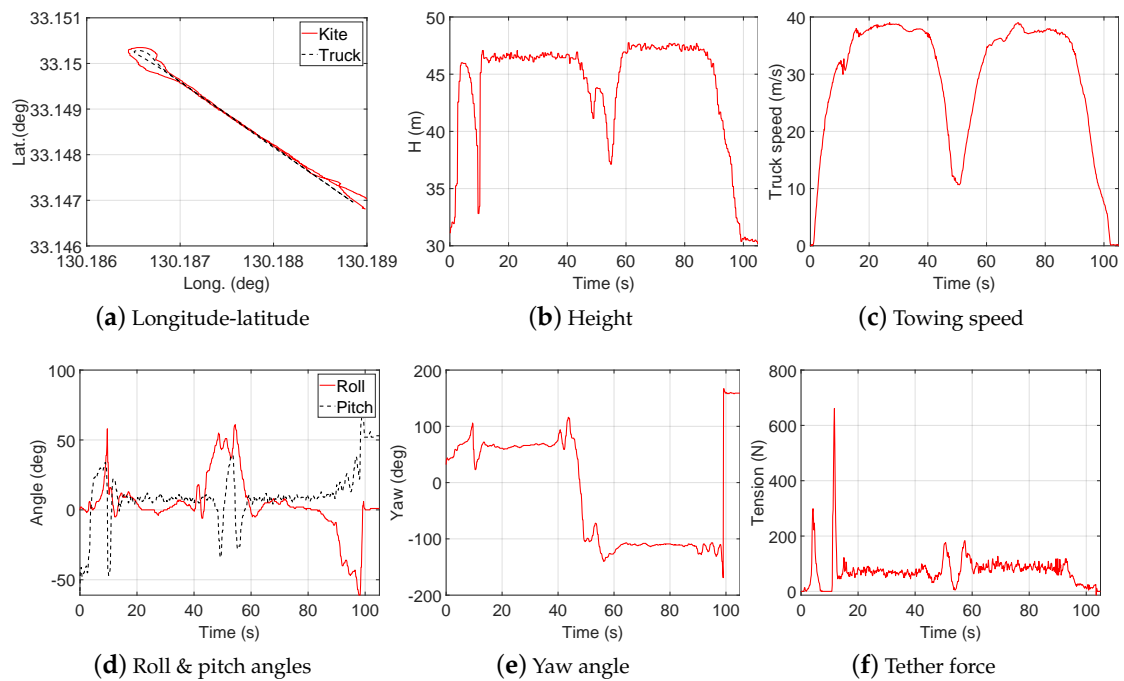 33.151
33.15
33.149
33.148
33.147
33.146
Lat.(deg)
Kite
Truck
130.186
130.187
130.188
130.189
Long. (deg)
(a) Longitude-latitude
50
45
40
35
30
H (m)
0
20
40
60
80
100
Time (s)
(b) Height
40
30
20
10
0
Truck speed (m/s)
0
20
40
60
80
100
Time (s)
(c) Towing speed
100
50
0
-50
Angle (deg)
Roll
Pitch
0
20
40
60
80
100
Time (s)
(d) Roll & pitch angles
200
100
0
-100
-200
Yaw (deg)
0
20
40
60
80
100
Time (s)
(e) Yaw angle
800
600
400
200
0
Tension (N)
0
20
40
60
80
100
Time (s)
(f) Tether force